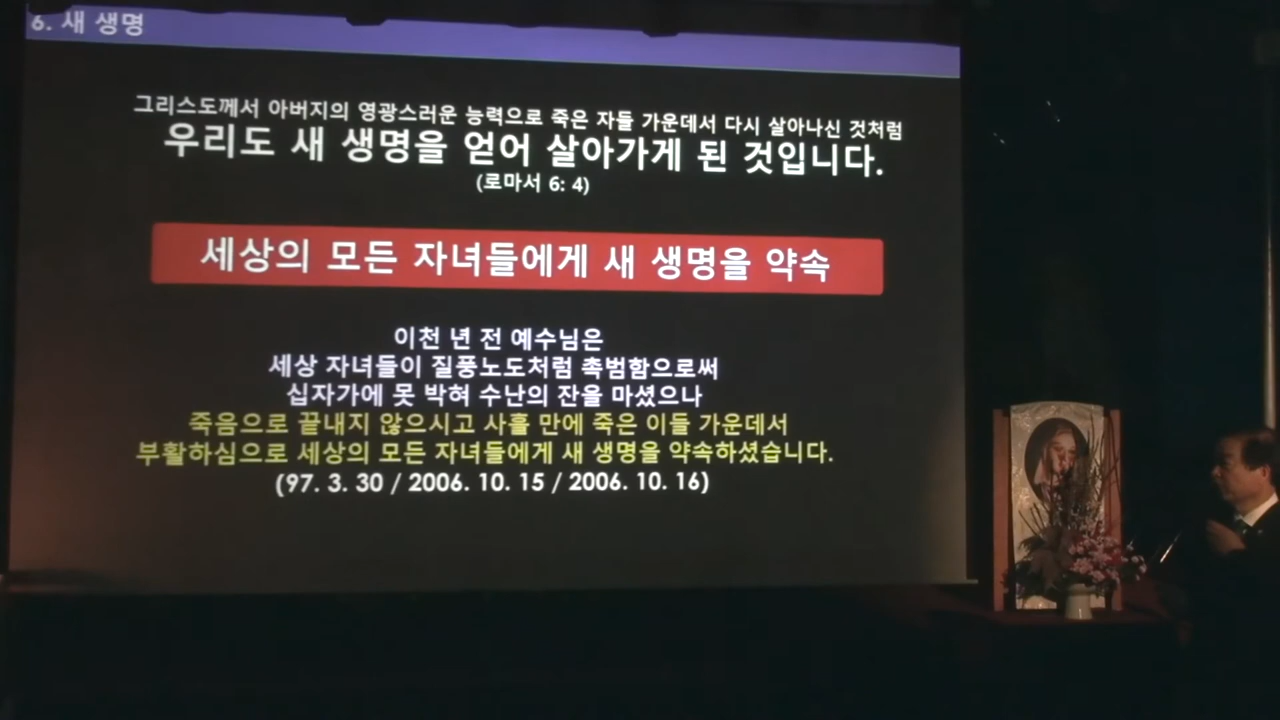 6. 새 생명
그리스도께서 아버지의 영광스러운 능력으로 죽은 자들 가운데서 다시 살아나신 것처럼
우리도 새 생명을 얻어 살아가게 된 것입니다.
(로마서 6: 4)
세상의 모든 자녀들에게 새 생명을 약속
이천 년 전 예수님은
세상 자녀들이 질풍노도처럼 촉범함으로써
십자가에 못 박혀 수난의 잔을 마셨으나
죽음으로 끝내지 않으시고 사흘 만에 죽은 이들 가운데서
부활하심으로 세상의 모든 자녀들에게 새 생명을 약속하셨습니다.
(97. 3. 30 / 2006. 10. 15 / 2006. 10. 16)